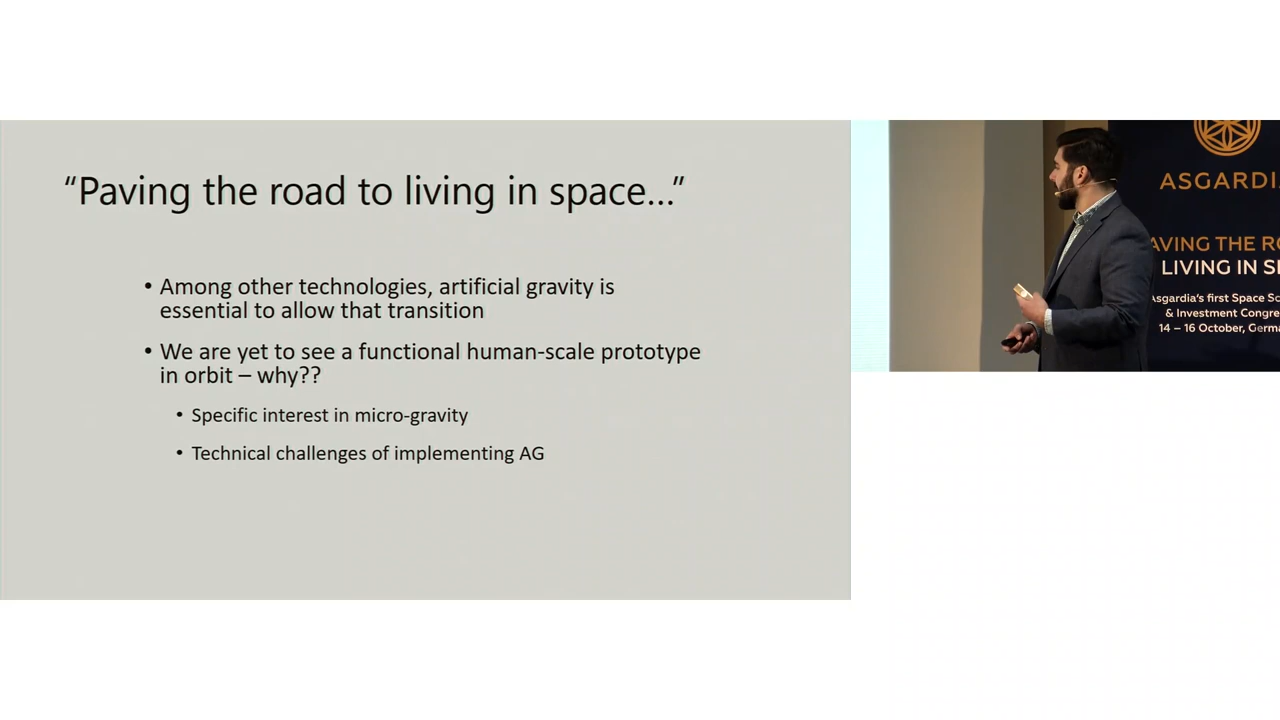 “Paving the road to living in space…”
• Among other technologies, artificial gravity is
essential to allow that transition
• We are yet to see a functional human-scale prototype
in orbit – why??
• Specific interest in micro-gravity
• Technical challenges of implementing AG
ASGARDI
AVING THE RO
LIVING IN S
Asgardia’s first Space Sc
& Investment Congre
14 – 16 October, Germa